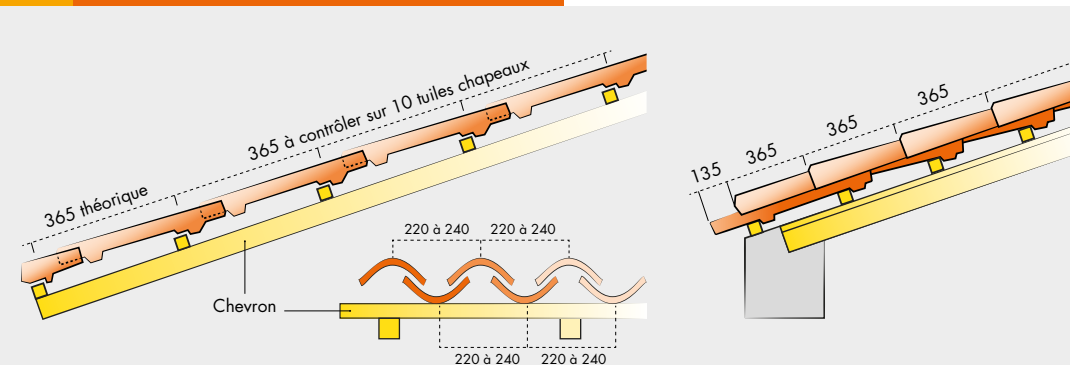 365 théorique
365 à contrôler sur 10 tuiles chapeaux
Chevron
220 à 240
220 à 240
220 à 240
220 à 240
135
365
365
365